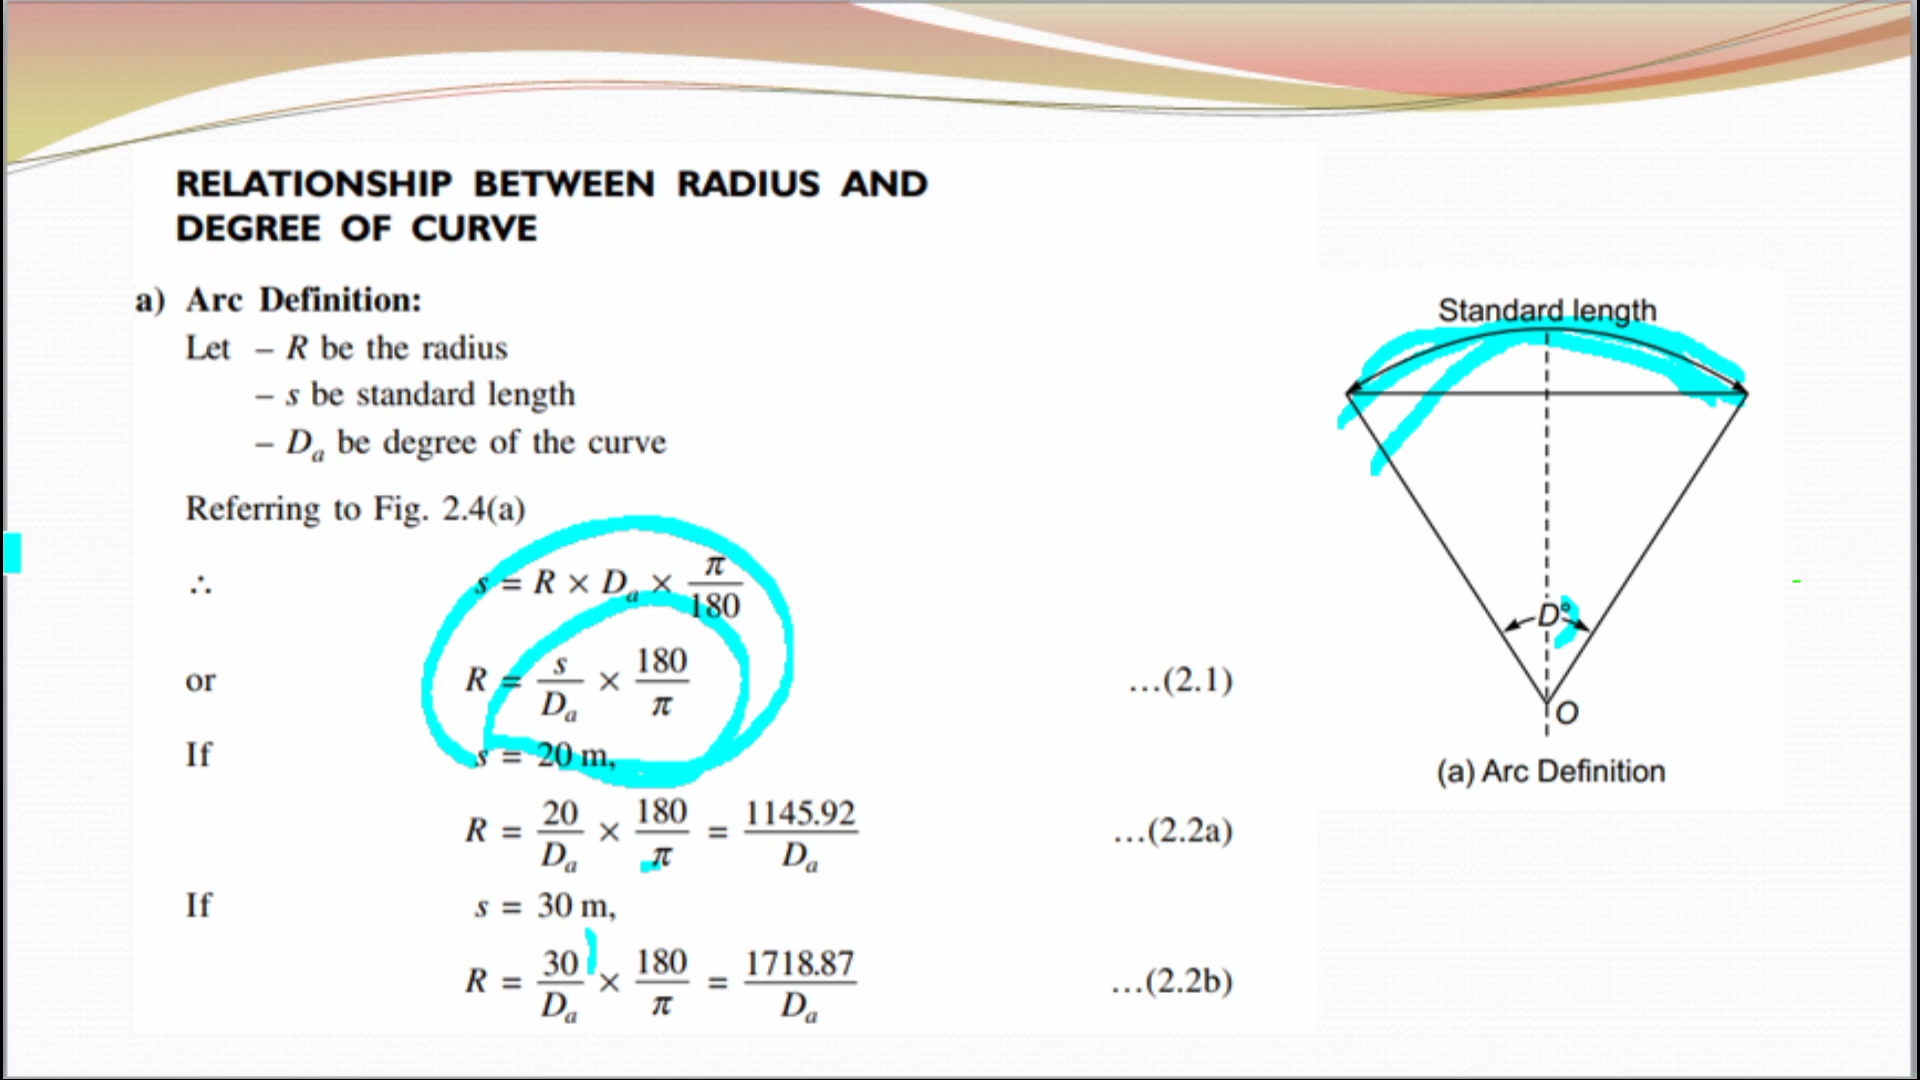 RELATIONSHIP BETWEEN RADIUS AND
DEGREE OF CURVE
a) Arc Definition:
Let – R be the radius
– s be standard length
– Dₐ be degree of the curve
Referring to Fig. 2.4(a)
∴ s = R × Dₐ × π/180
or R = s/Dₐ × 180/π …(2.1)
If s = 20 m,
R = 20/Dₐ × 180/π = 1145.92/Dₐ …(2.2a)
If s = 30 m,
R = 30/Dₐ × 180/π = 1718.87/Dₐ …(2.2b)
Standard length
D°
O
(a) Arc Definition